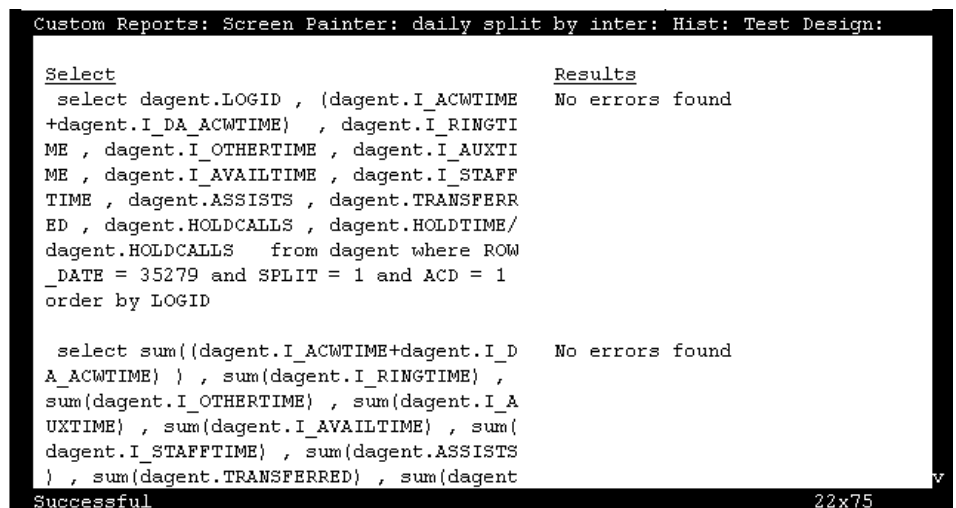 Custom Reports: Screen Painter: daily split by inter: Hist: Test Design:
Select Results
select dagent.LOGID , (dagent.I_ACWTIME No errors found
+dagent.I_DA_ACWTIME) , dagent.I_RINGTI
ME , dagent.I_OTHERTIME , dagent.I_AUXTI
ME , dagent.I_AVAILTIME , dagent.I_STAFF
TIME , dagent.ASSISTS , dagent.TRANSFERR
ED , dagent.HOLDCALLS , dagent.HOLDTIME/
dagent.HOLDCALLS from dagent where ROW
_DATE = 35279 and SPLIT = 1 and ACD = 1
order by LOGID
select sum((dagent.I_ACWTIME+dagent.I_D No errors found
A_ACWTIME) ) , sum(dagent.I_RINGTIME) ,
sum(dagent.I_OTHERTIME) , sum(dagent.I_A
UXTIME) , sum(dagent.I_AVAILTIME) , sum(
dagent.I_STAFFTIME) , sum(dagent.ASSISTS
) , sum(dagent.TRANSFERRED) , sum(dagent v
Successful 22x75